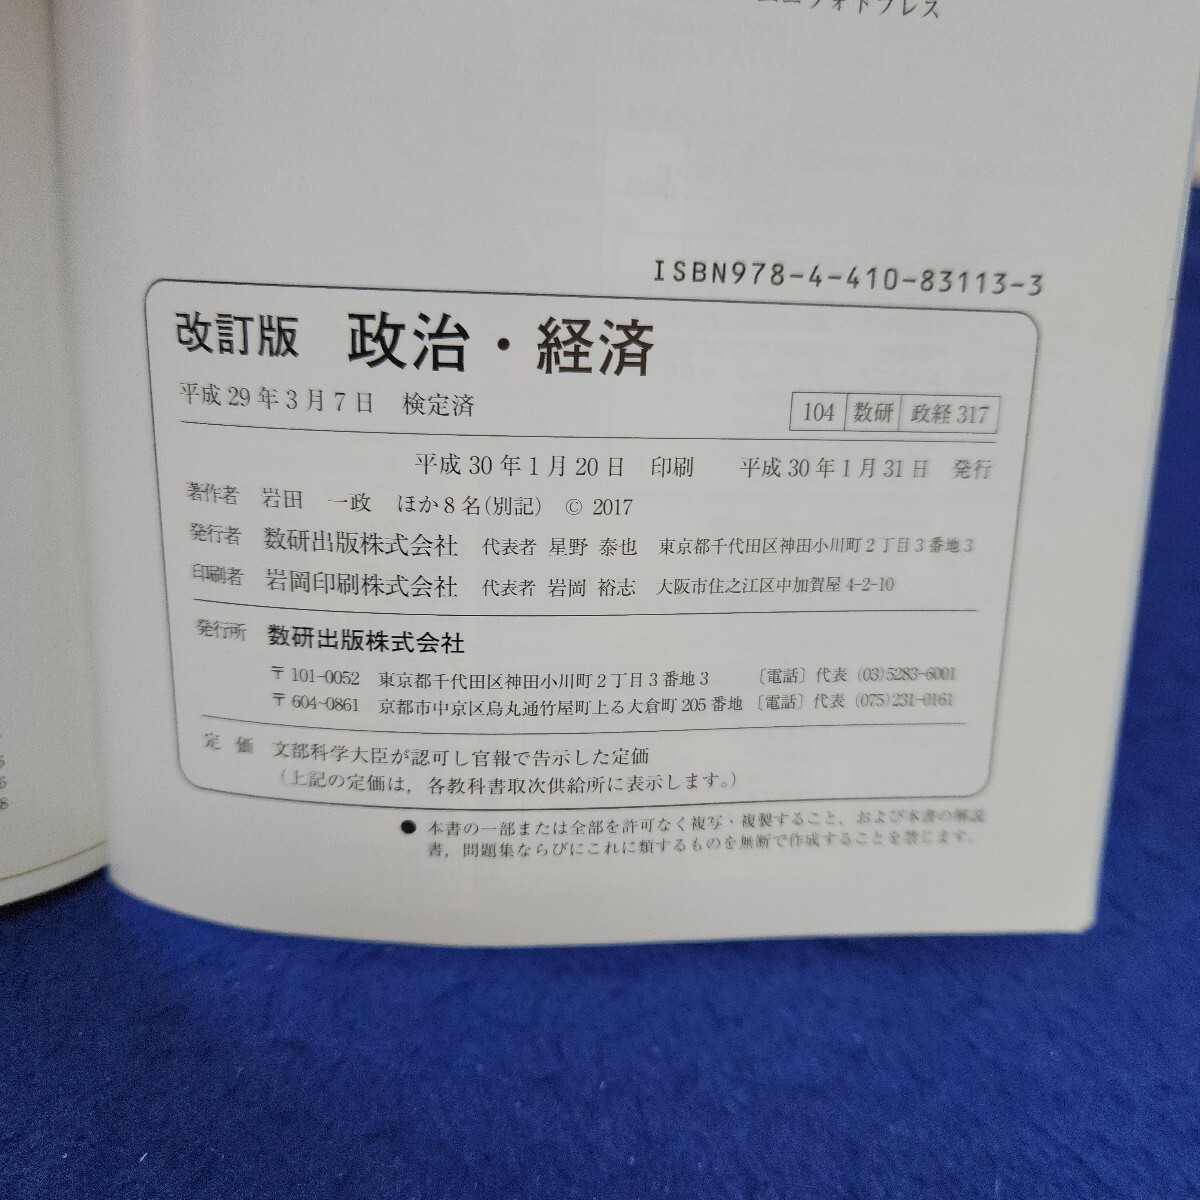 ユニフォトプレス
ISBN978-4-410-83113-3
改訂版 政治・経済
平成29年3月7日 検定済
104 数研 政経317
平成30年1月20日 印刷 平成30年1月31日 発行
著作者 岩田 一政 ほか8名(別記) © 2017
発行者 数研出版株式会社 代表者 星野 泰也 東京都千代田区神田小川町2丁目3番地3
印刷者 岩岡印刷株式会社 代表者 岩岡 裕志 大阪市住之江区中加賀屋4-2-10
発行所 数研出版株式会社
〒101-0052 東京都千代田区神田小川町2丁目3番地3 〔電話〕代表 (03)5283-6001
〒604-0861 京都市中京区烏丸通竹屋町上る大倉町205番地 〔電話〕代表 (075)231-0161
定 価 文部科学大臣が認可し官報で告示した定価
(上記の定価は，各教科書取次供給所に表示します。)
● 本書の一部または全部を許可なく複写・複製すること、および本書の解説
書，問題集ならびにこれに類するものを無断で作成することを禁じます。
6
8